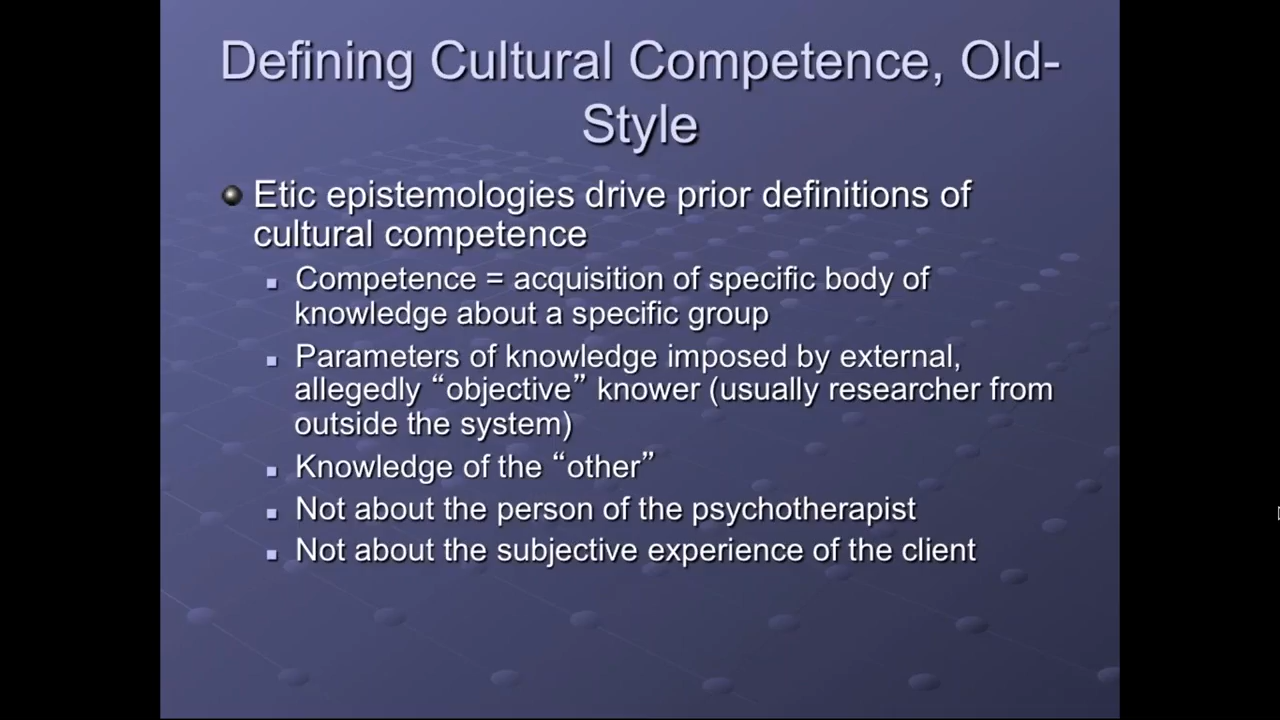 Defining Cultural Competence, Old-
Style
Etic epistemologies drive prior definitions of
cultural competence
Competence = acquisition of specific body of
knowledge about a specific group
Parameters of knowledge imposed by external,
allegedly “objective” knower (usually researcher from
outside the system)
Knowledge of the “other”
Not about the person of the psychotherapist
Not about the subjective experience of the client